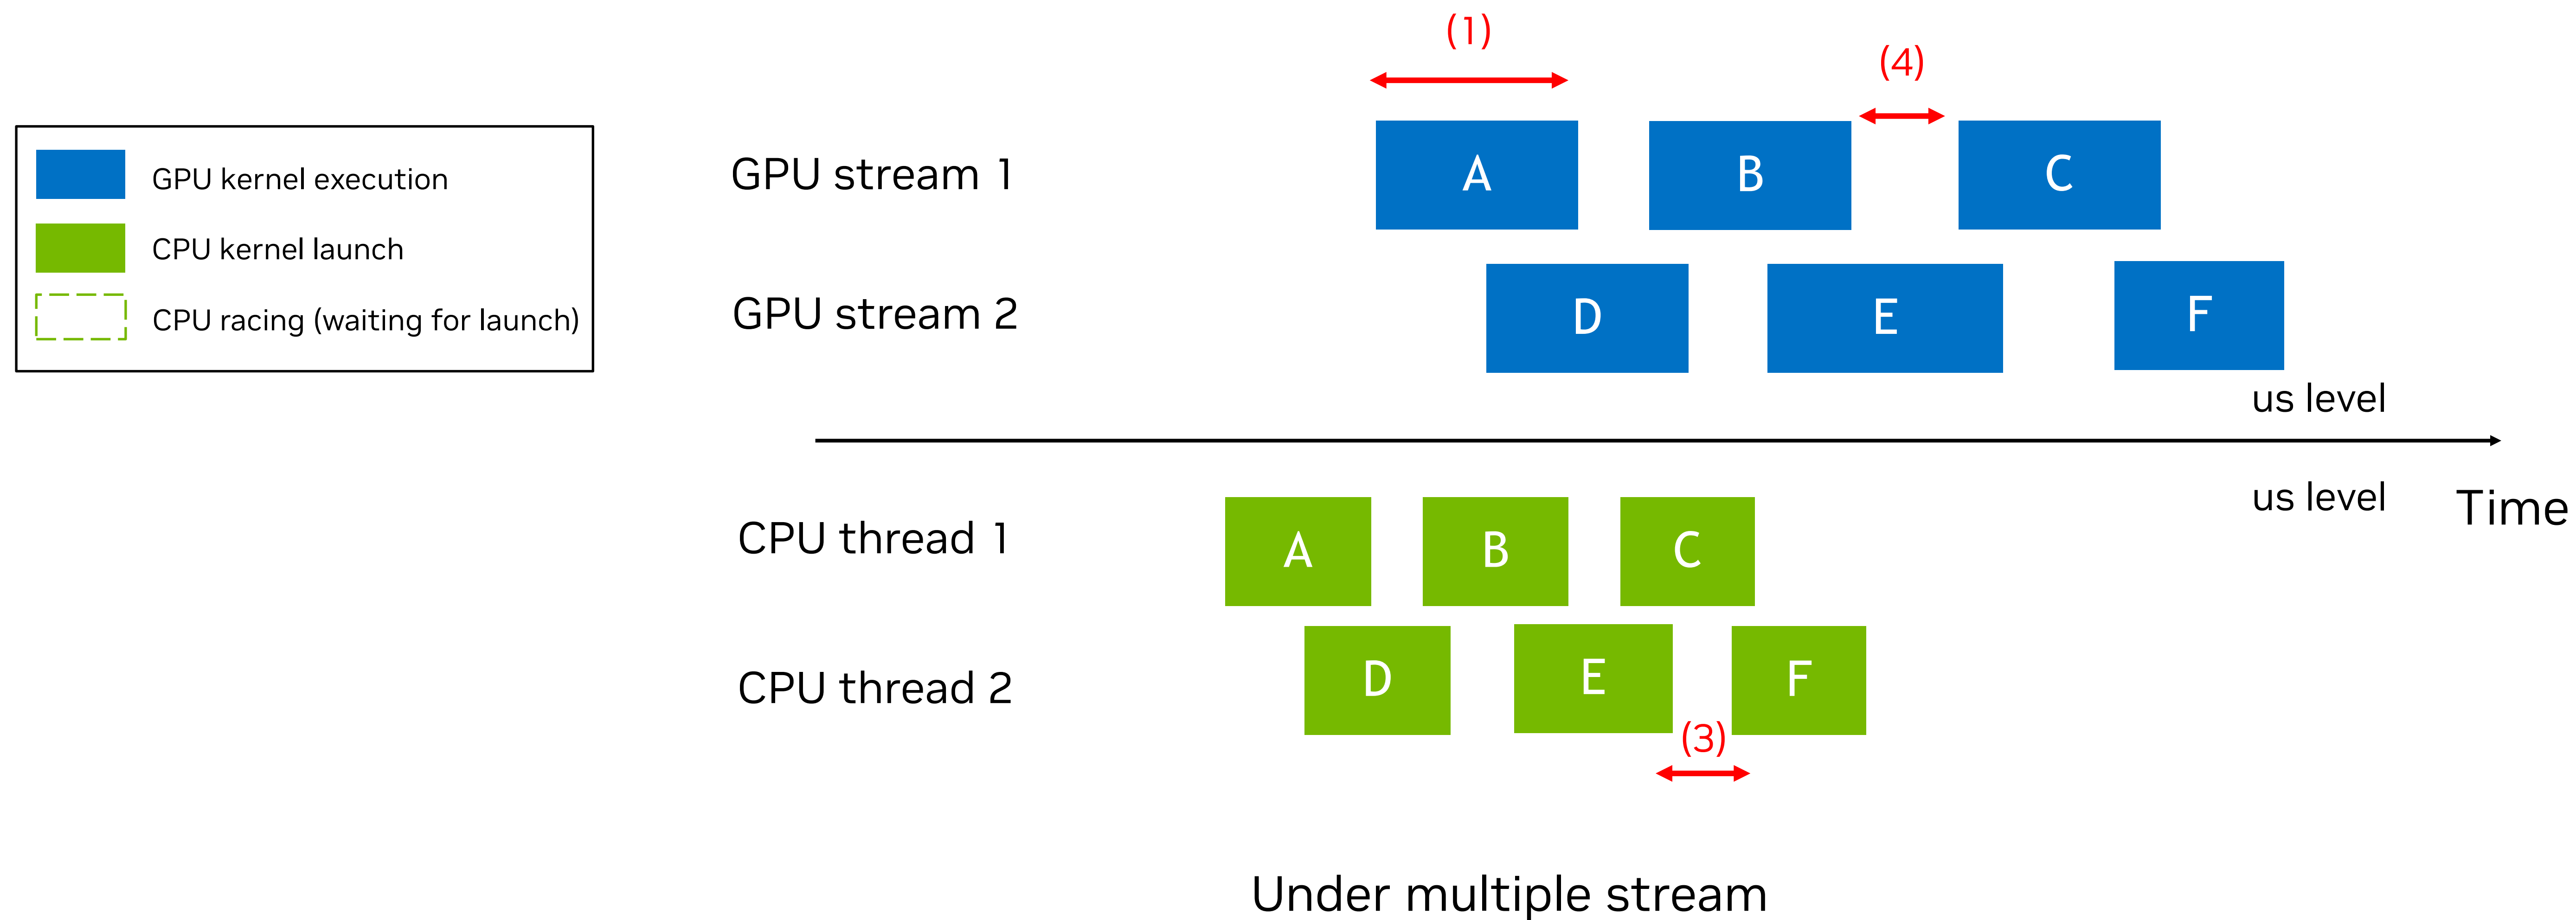 (1)
(4)
GPU kernel execution
CPU kernel launch
CPU racing (waiting for launch)
GPU stream 1
A
B
C
GPU stream 2
D
E
F
us level
us level
Time
CPU thread 1
A
B
C
CPU thread 2
D
E
F
(3)
Under multiple stream